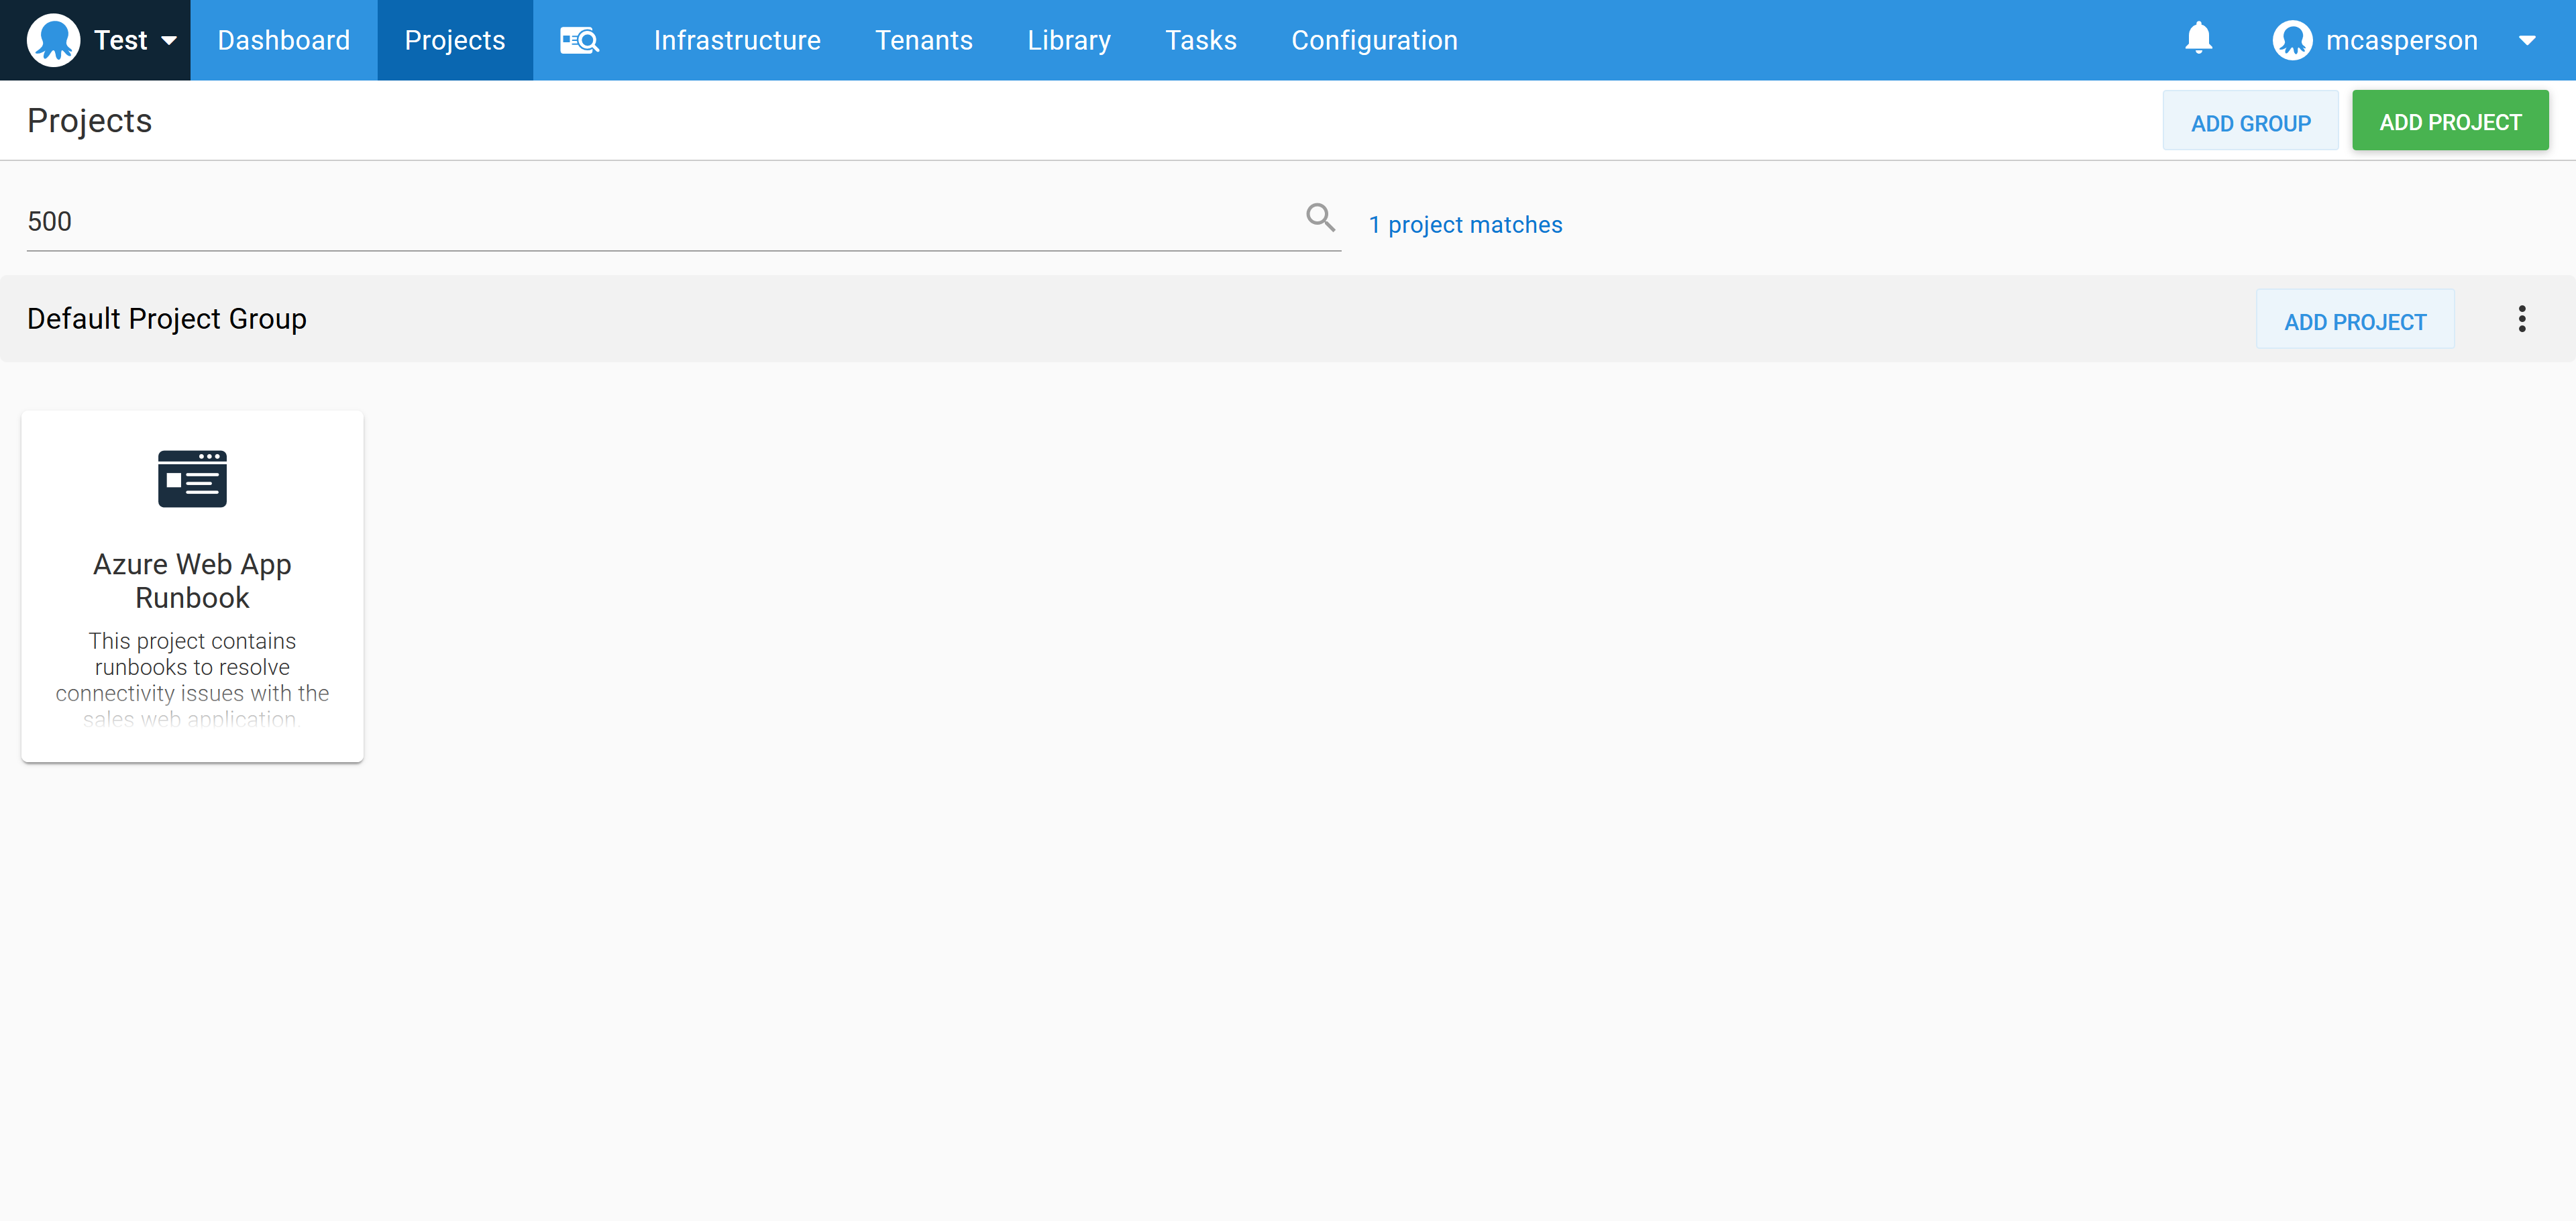 Test Dashboard Projects Infrastructure Tenants Library Tasks Configuration mcasperson
Projects ADD GROUP ADD PROJECT
500 1 project matches
Default Project Group ADD PROJECT
Azure Web App
Runbook
This project contains
runbooks to resolve
connectivity issues with the
sales web application.